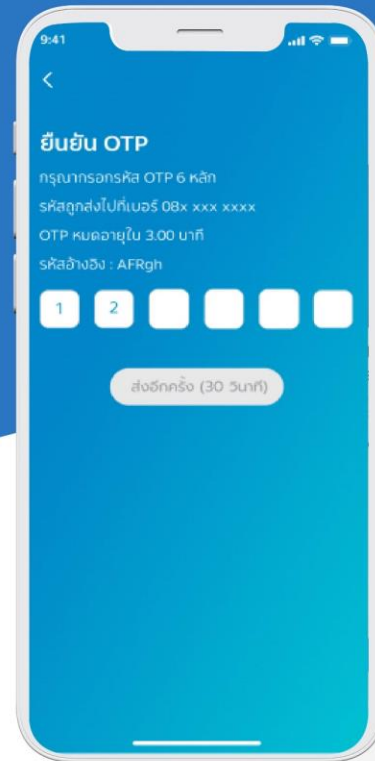 9:41
ยืนยัน OTP
กรุณากรอกรหัส OTP 6 หลัก
รหัสถูกส่งไปที่เบอร์ 08x xxx xxxx
OTP หมดอายุใน 3.00 นาที
รหัสอ้างอิง : AFRgh
1 2
ส่งอีกครั้ง (30 วินาที)